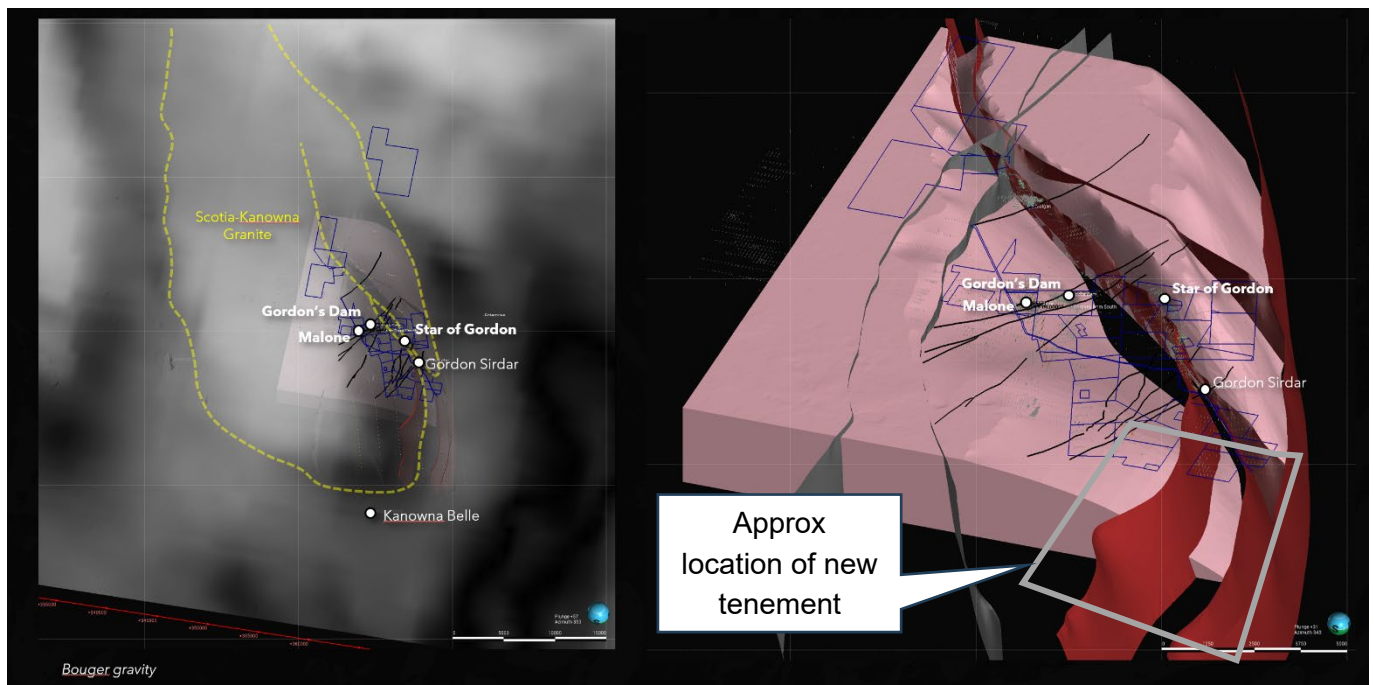 Scotia-Kanowna
Granite
Gordon's Dam
Malone
Star of Gordon
Gordon Sirdar
Kanowna Belle
Bouger gravity
Gordon's Dam
Malone
Star of Gordon
Gordon Sirdar
Approx
location of new
tenement